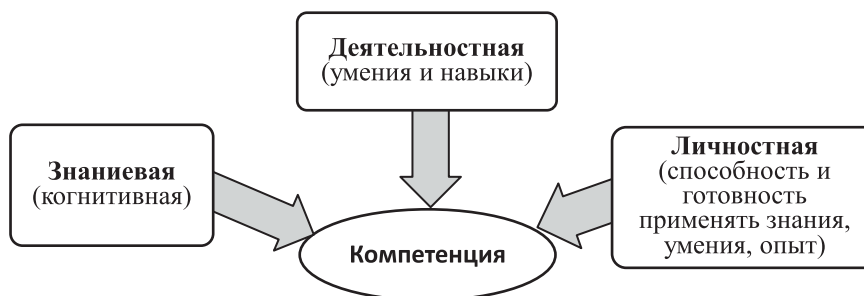 Деятельностная
(умения и навыки)
Знаниевая
(когнитивная)
Личностная
(способность и
готовность
применять знания,
умения, опыт)
Компетенция